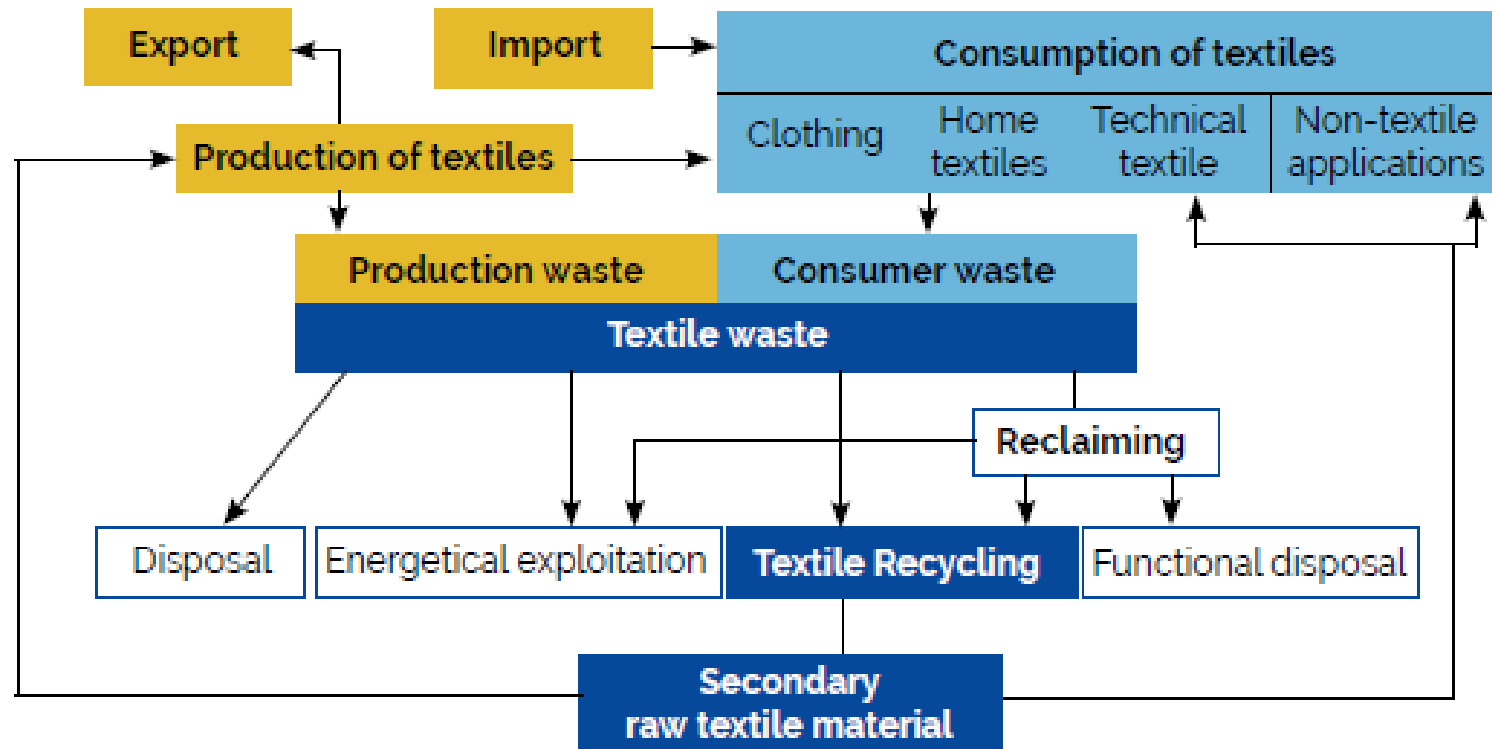 Export
Import
Consumption of textiles
Clothing
Home
textiles
Technical
textile
Non-textile
applications
Production of textiles
Production waste
Consumer waste
Textile waste
Reclaiming
Disposal
Energetical exploitation
Textile Recycling
Functional disposal
Secondary
raw textile material